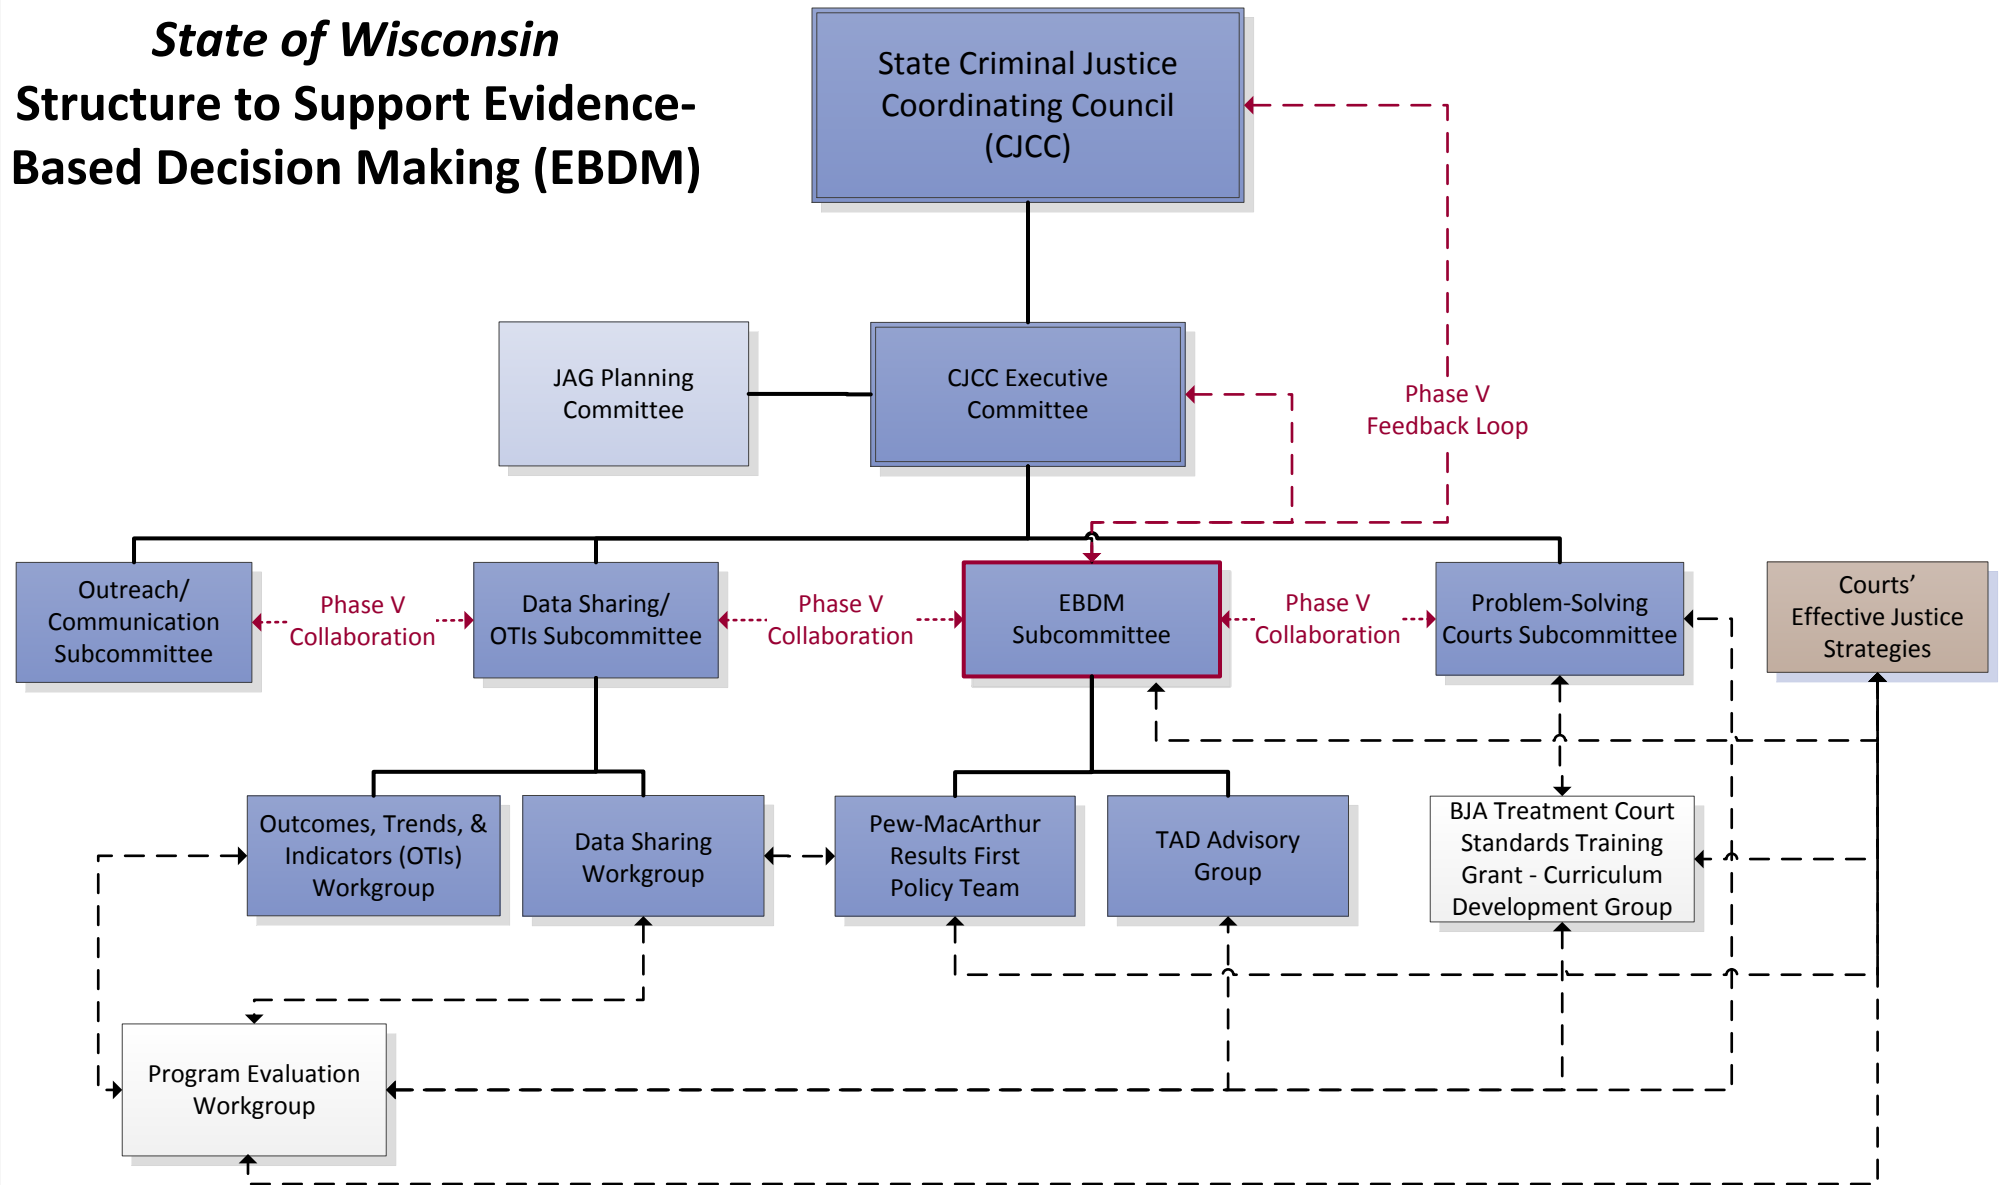 State of Wisconsin
Structure to Support Evidence-
Based Decision Making (EBDM)
State Criminal Justice
Coordinating Council
(CJCC)
JAG Planning
Committee
CJCC Executive
Committee
Phase V
Feedback Loop
Outreach/
Communication
Subcommittee
Phase V
Collaboration
Data Sharing/
OTIs Subcommittee
Phase V
Collaboration
EBDM
Subcommittee
Phase V
Collaboration
Problem-Solving
Courts Subcommittee
Courts’
Effective Justice
Strategies
Outcomes, Trends, &
Indicators (OTIs)
Workgroup
Data Sharing
Workgroup
Pew-MacArthur
Results First
Policy Team
TAD Advisory
Group
BJA Treatment Court
Standards Training
Grant - Curriculum
Development Group
Program Evaluation
Workgroup